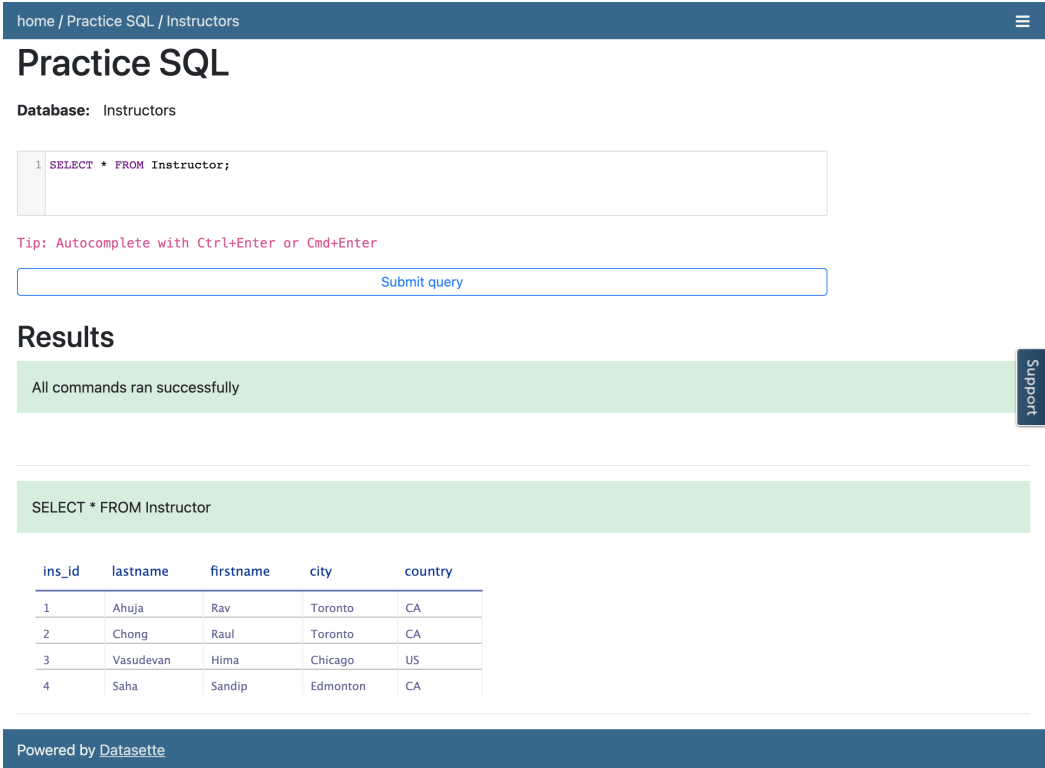 home / Practice SQL / Instructors
Practice SQL
Database: Instructors
1 SELECT * FROM Instructor;
Tip: Autocomplete with Ctrl+Enter or Cmd+Enter
Submit query
Results
All commands ran successfully
Support
SELECT * FROM Instructor
ins_id lastname firstname city country
1 Ahuja Rav Toronto CA
2 Chong Raul Toronto CA
3 Vasudevan Hima Chicago US
4 Saha Sandip Edmonton CA
Powered by Datasette